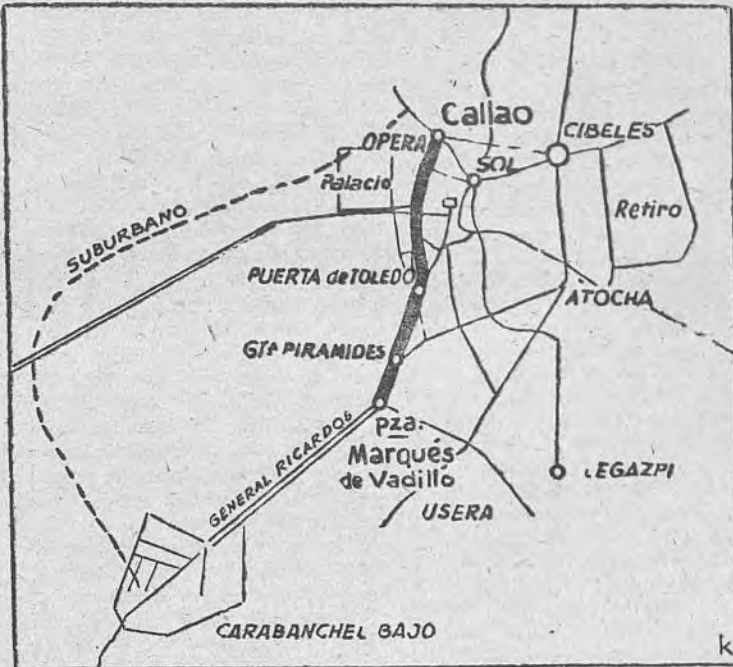 Callao
OPERA
CIBELES
SOL
Palacio
Retiro
SUBURBANO
PUERTA de TOLEDO
ATOCHA
GTA PIRAMIDES
GENERAL RICARDOS
Pza.
Marqués
de Vadillo
LEGAZPI
USERA
CARABANCHEL BAJO
k